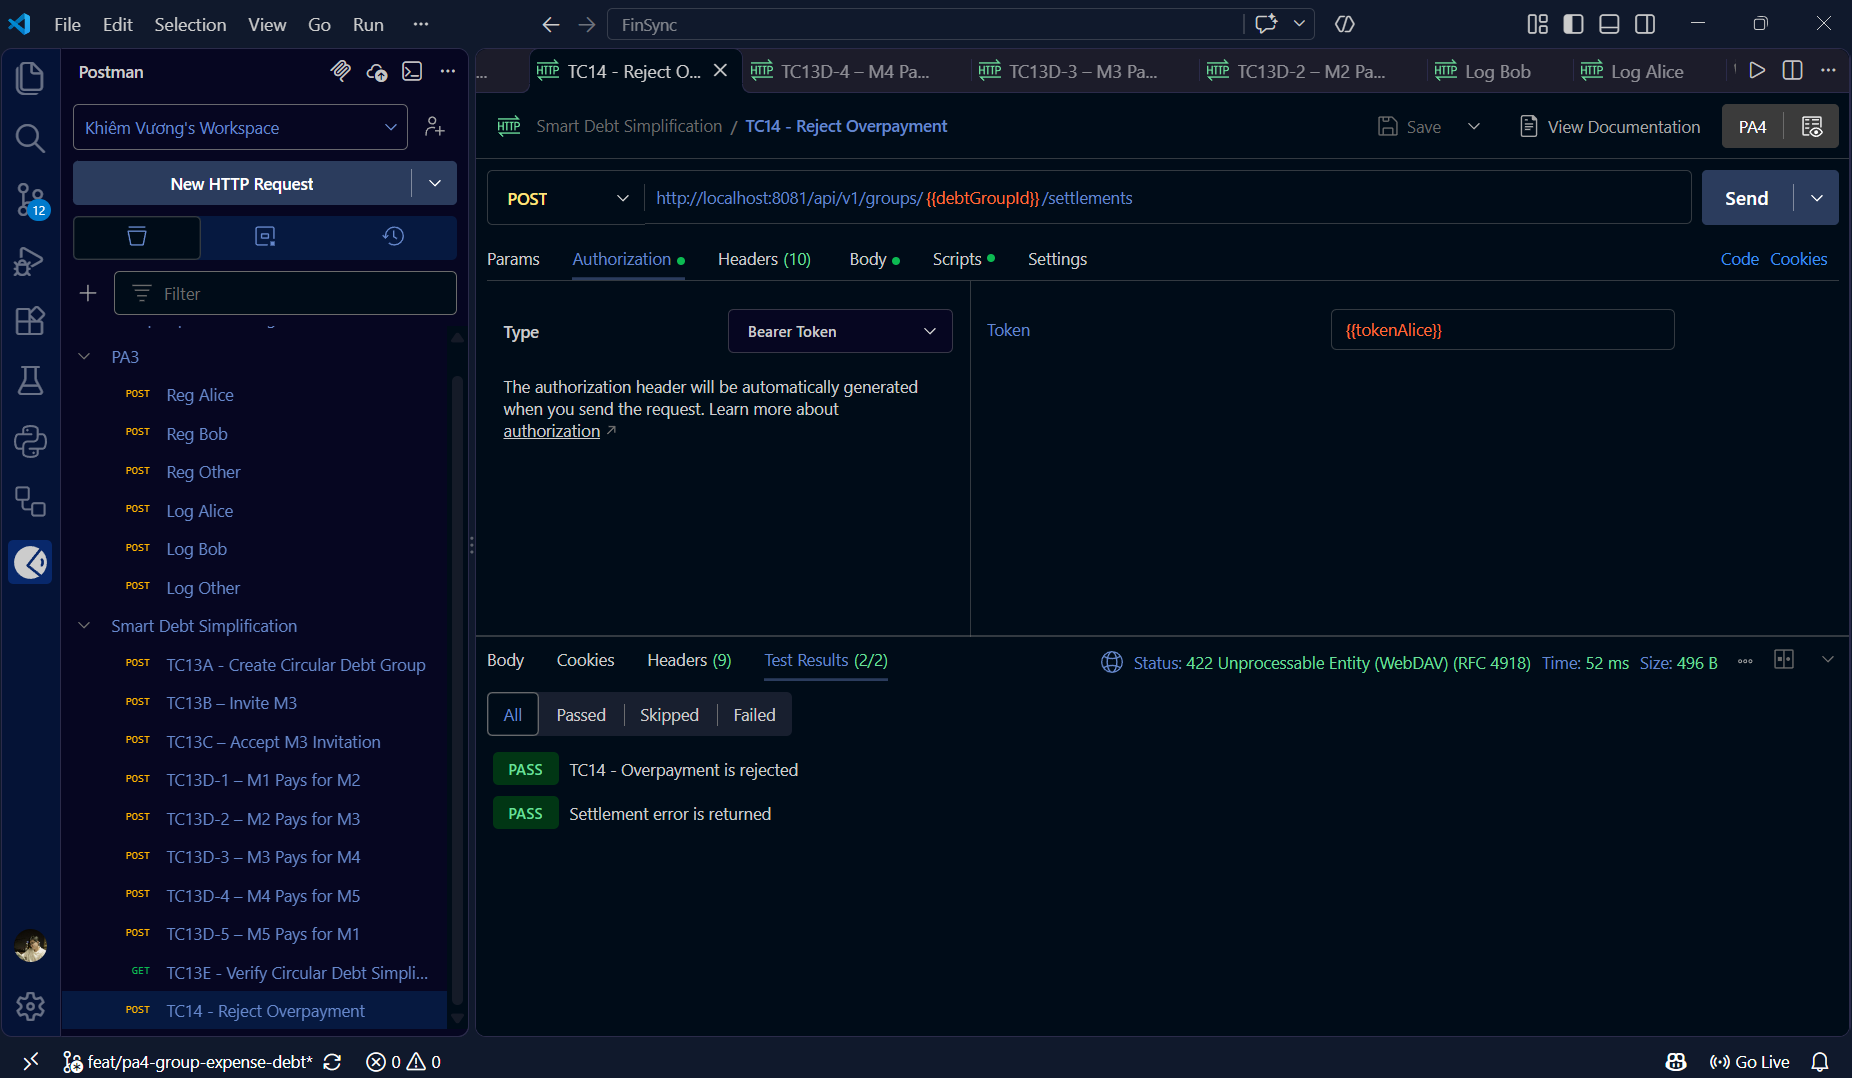 File Edit Selection View Go Run ···
FinSync
Postman
Khiêm Vương's Workspace
New HTTP Request
Filter
PA3
POST Reg Alice
POST Reg Bob
POST Reg Other
POST Log Alice
POST Log Bob
POST Log Other
Smart Debt Simplification
POST TC13A - Create Circular Debt Group
POST TC13B – Invite M3
POST TC13C – Accept M3 Invitation
POST TC13D-1 – M1 Pays for M2
POST TC13D-2 – M2 Pays for M3
POST TC13D-3 – M3 Pays for M4
POST TC13D-4 – M4 Pays for M5
POST TC13D-5 – M5 Pays for M1
GET TC13E - Verify Circular Debt Simpli...
POST TC14 - Reject Overpayment
12
... HTTP TC14 - Reject O... HTTP TC13D-4 – M4 Pa... HTTP TC13D-3 – M3 Pa... HTTP TC13D-2 – M2 Pa... HTTP Log Bob HTTP Log Alice
HTTP Smart Debt Simplification / TC14 - Reject Overpayment
Save View Documentation PA4
POST http://localhost:8081/api/v1/groups/{{debtGroupId}}/settlements Send
Params Authorization Headers (10) Body Scripts Settings Code Cookies
Type Bearer Token
The authorization header will be automatically generated
when you send the request. Learn more about
authorization
Token {{tokenAlice}}
Body Cookies Headers (9) Test Results (2/2)
Status: 422 Unprocessable Entity (WebDAV) (RFC 4918) Time: 52 ms Size: 496 B
All Passed Skipped Failed
PASS TC14 - Overpayment is rejected
PASS Settlement error is returned
feat/pa4-group-expense-debt* 0 0 Go Live